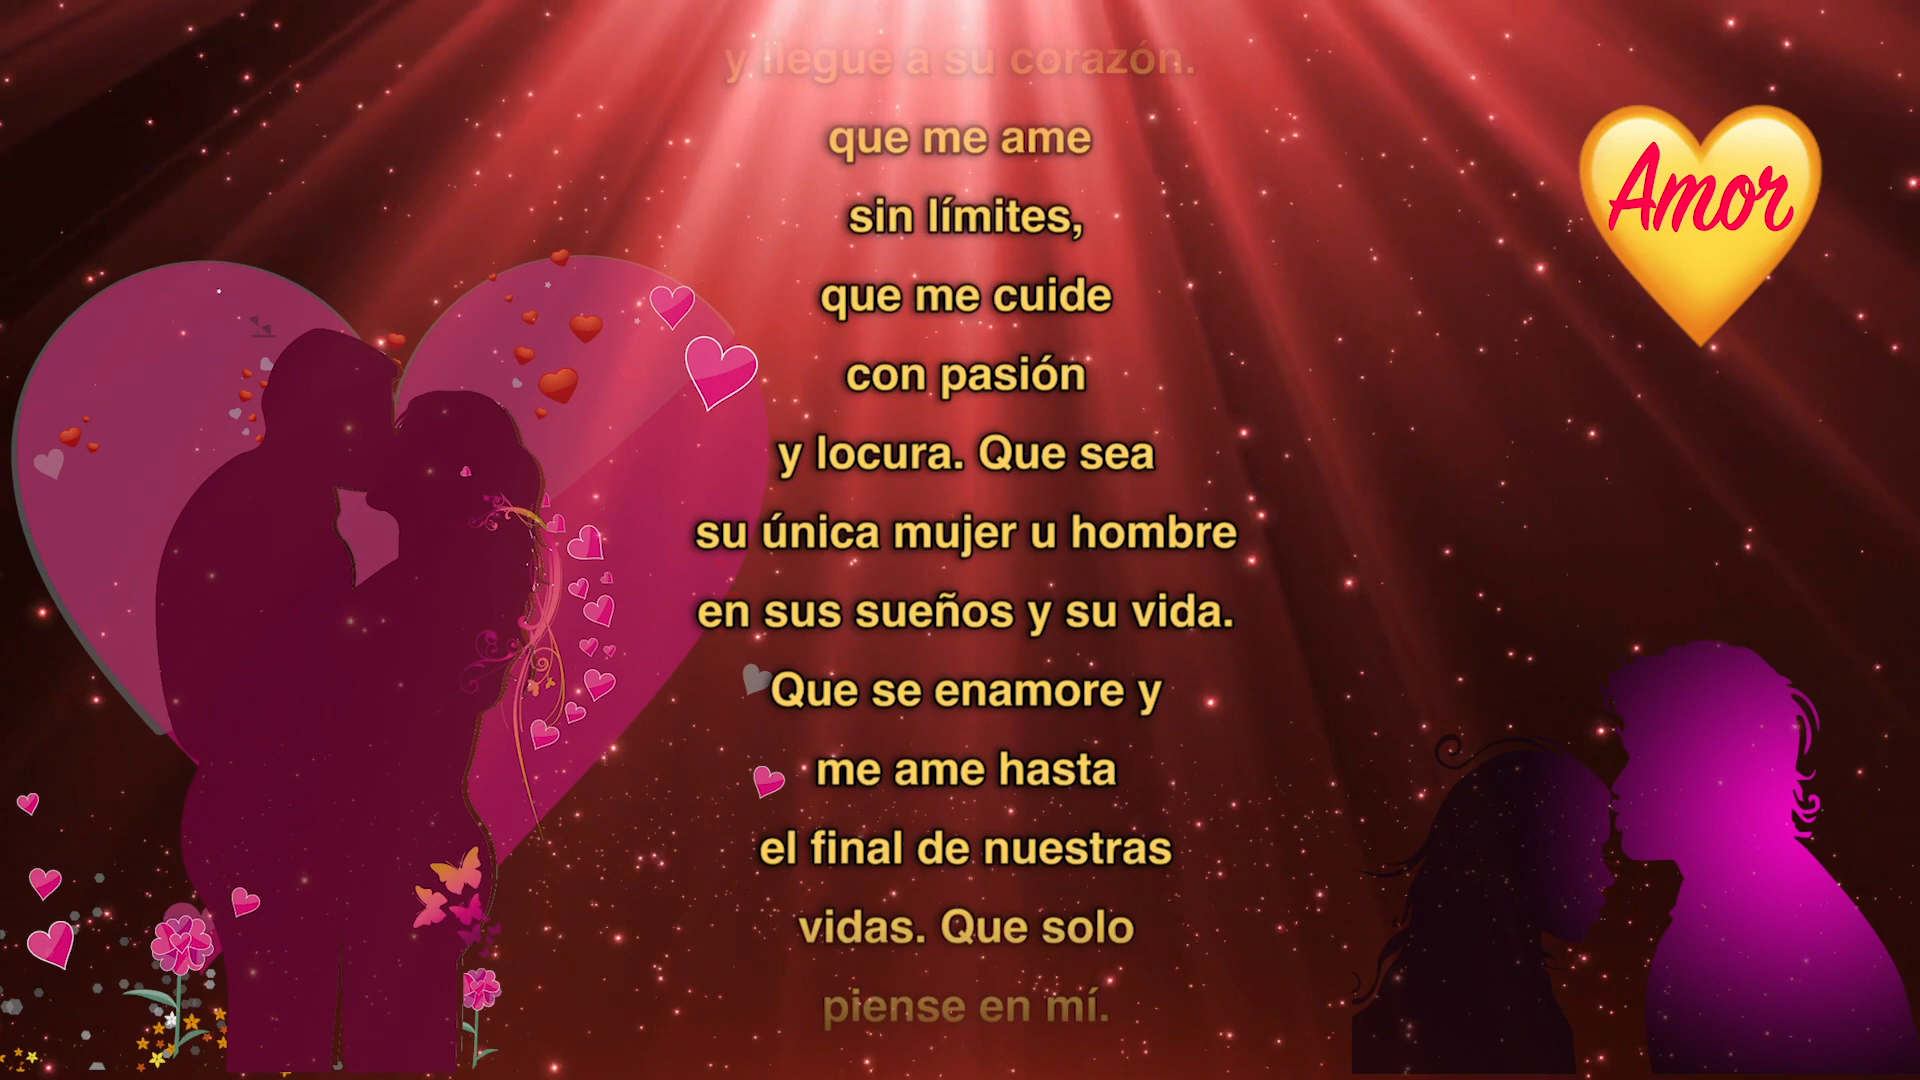 y llegue a su corazón.
que me ame
sin límites,
que me cuide
con pasión
y locura. Que sea
su única mujer u hombre
en sus sueños y su vida.
Que se enamore y
me ame hasta
el final de nuestras
vidas. Que solo
piense en mí.
Amor